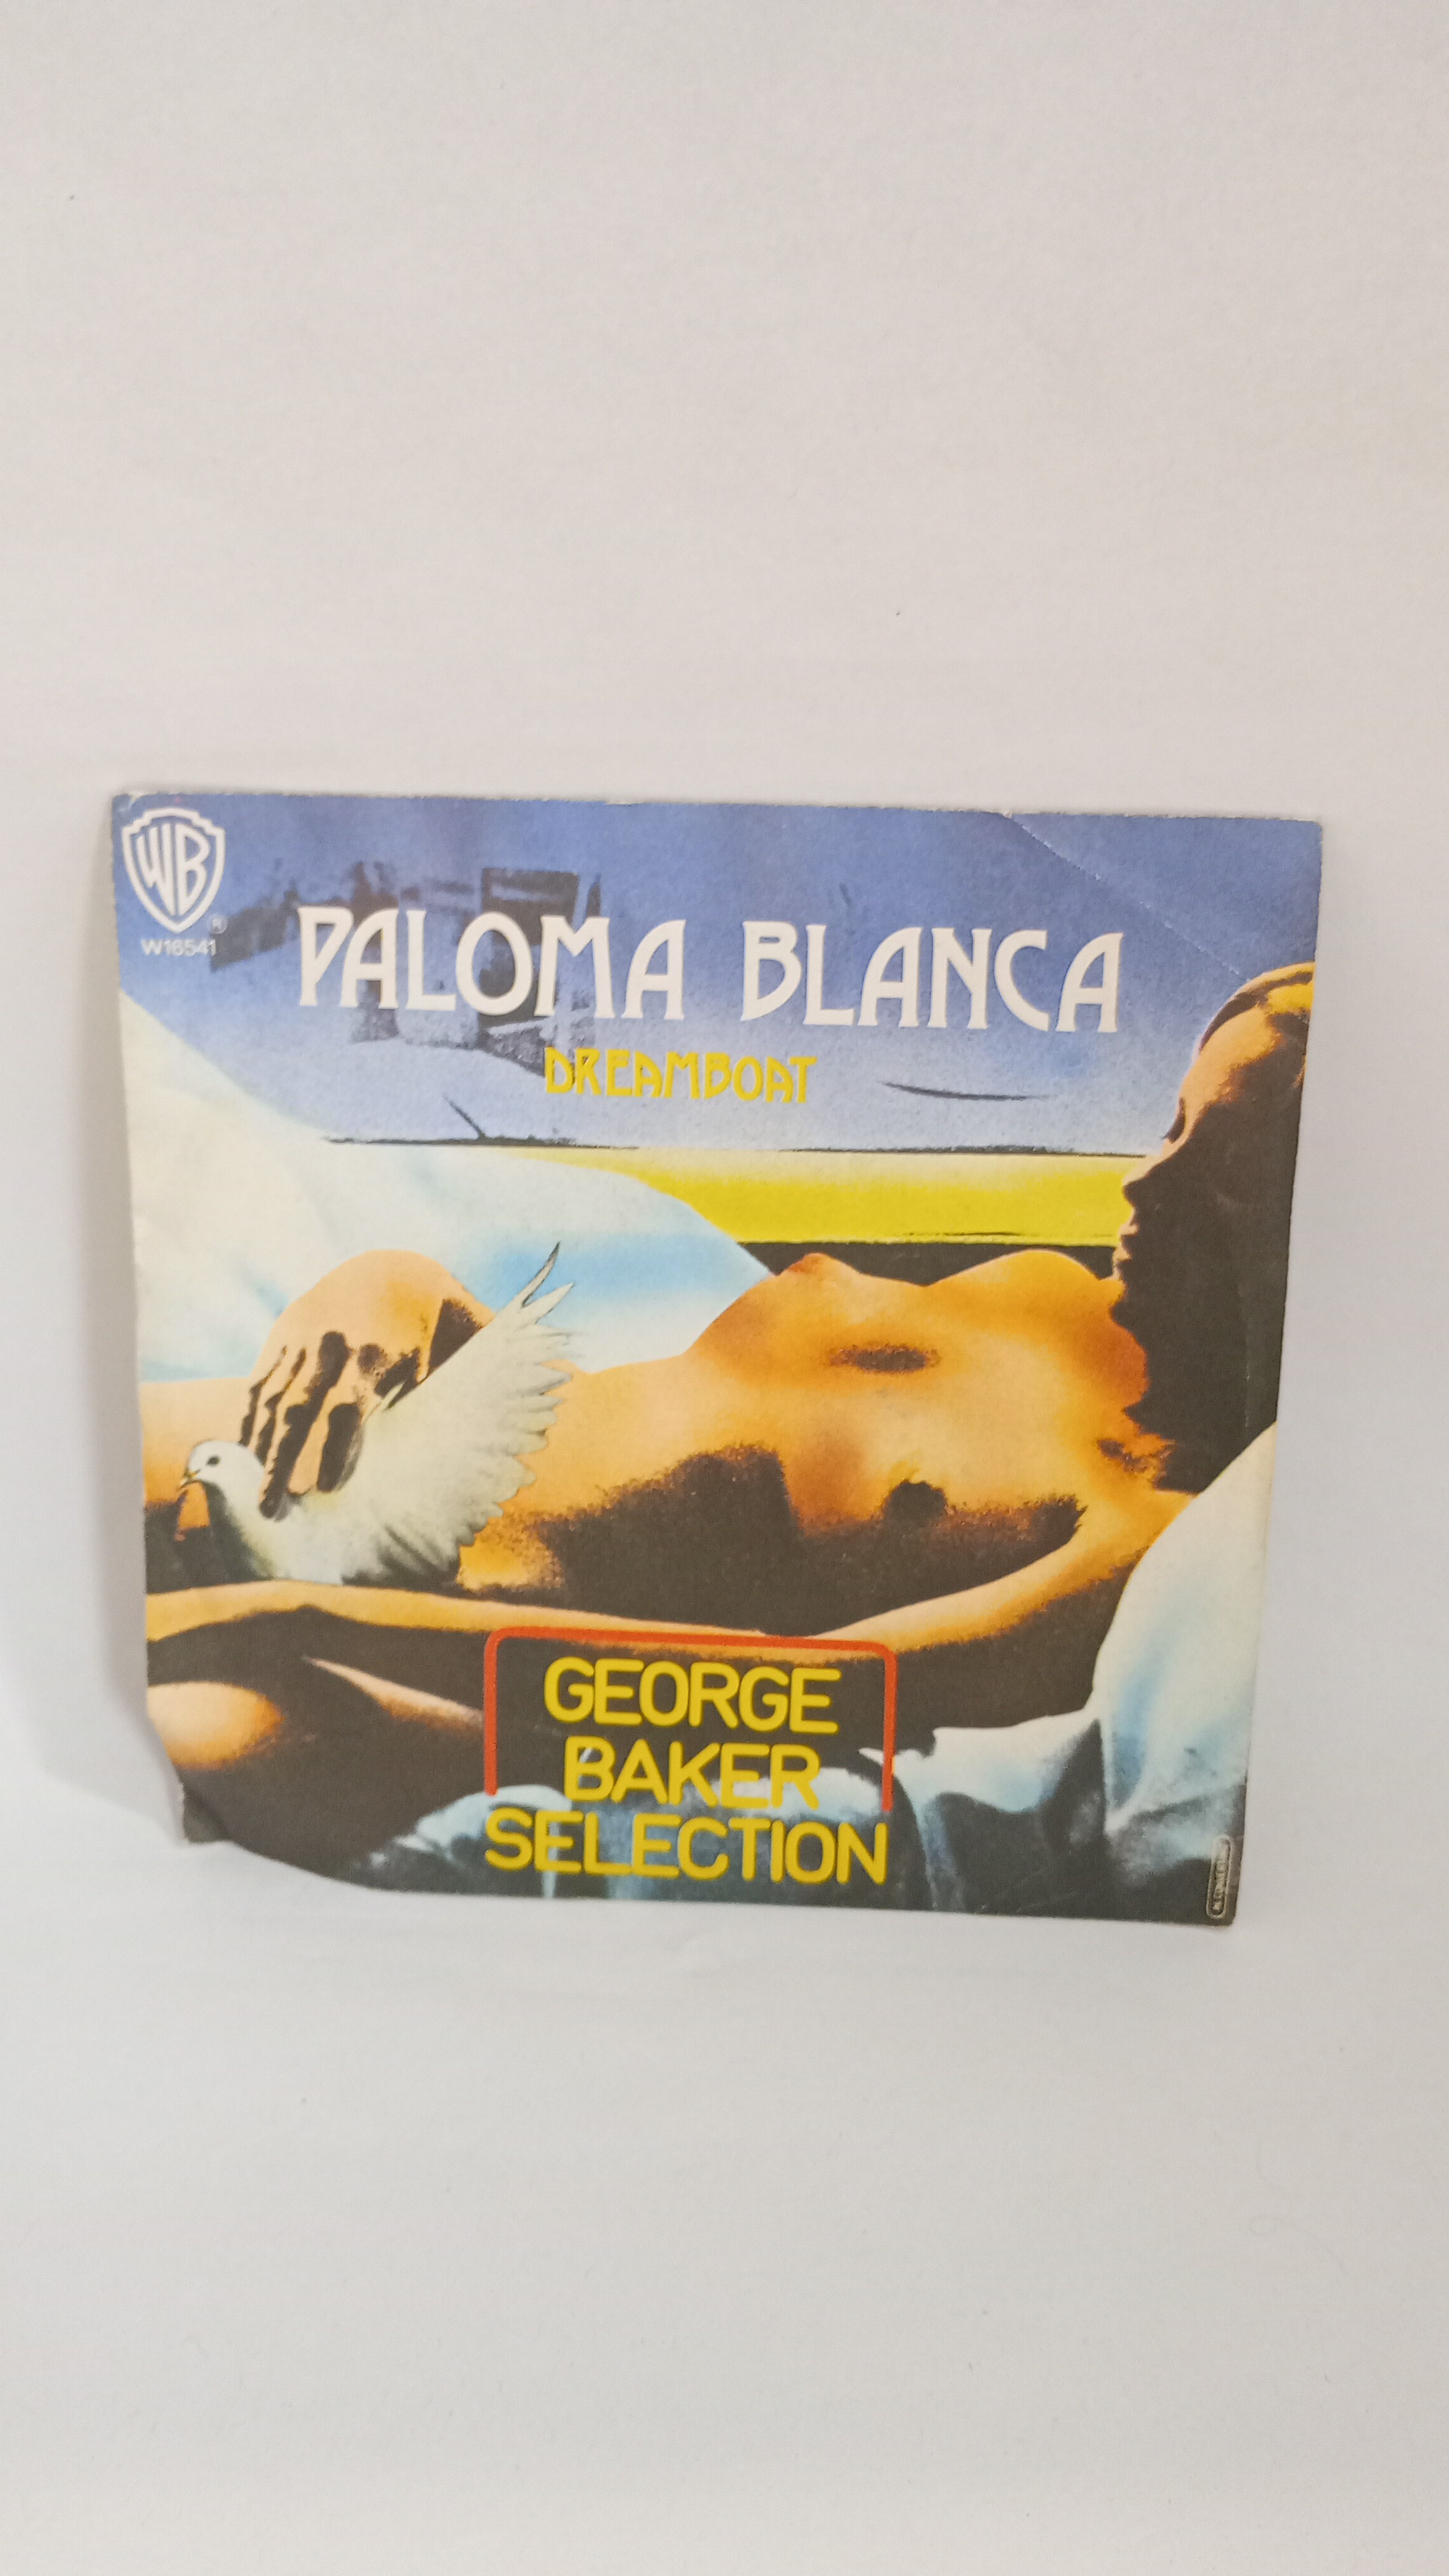 WB
®
W16541
PALOMA BLANCA
DREAMBOAT
GEORGE
BAKER
SELECTION